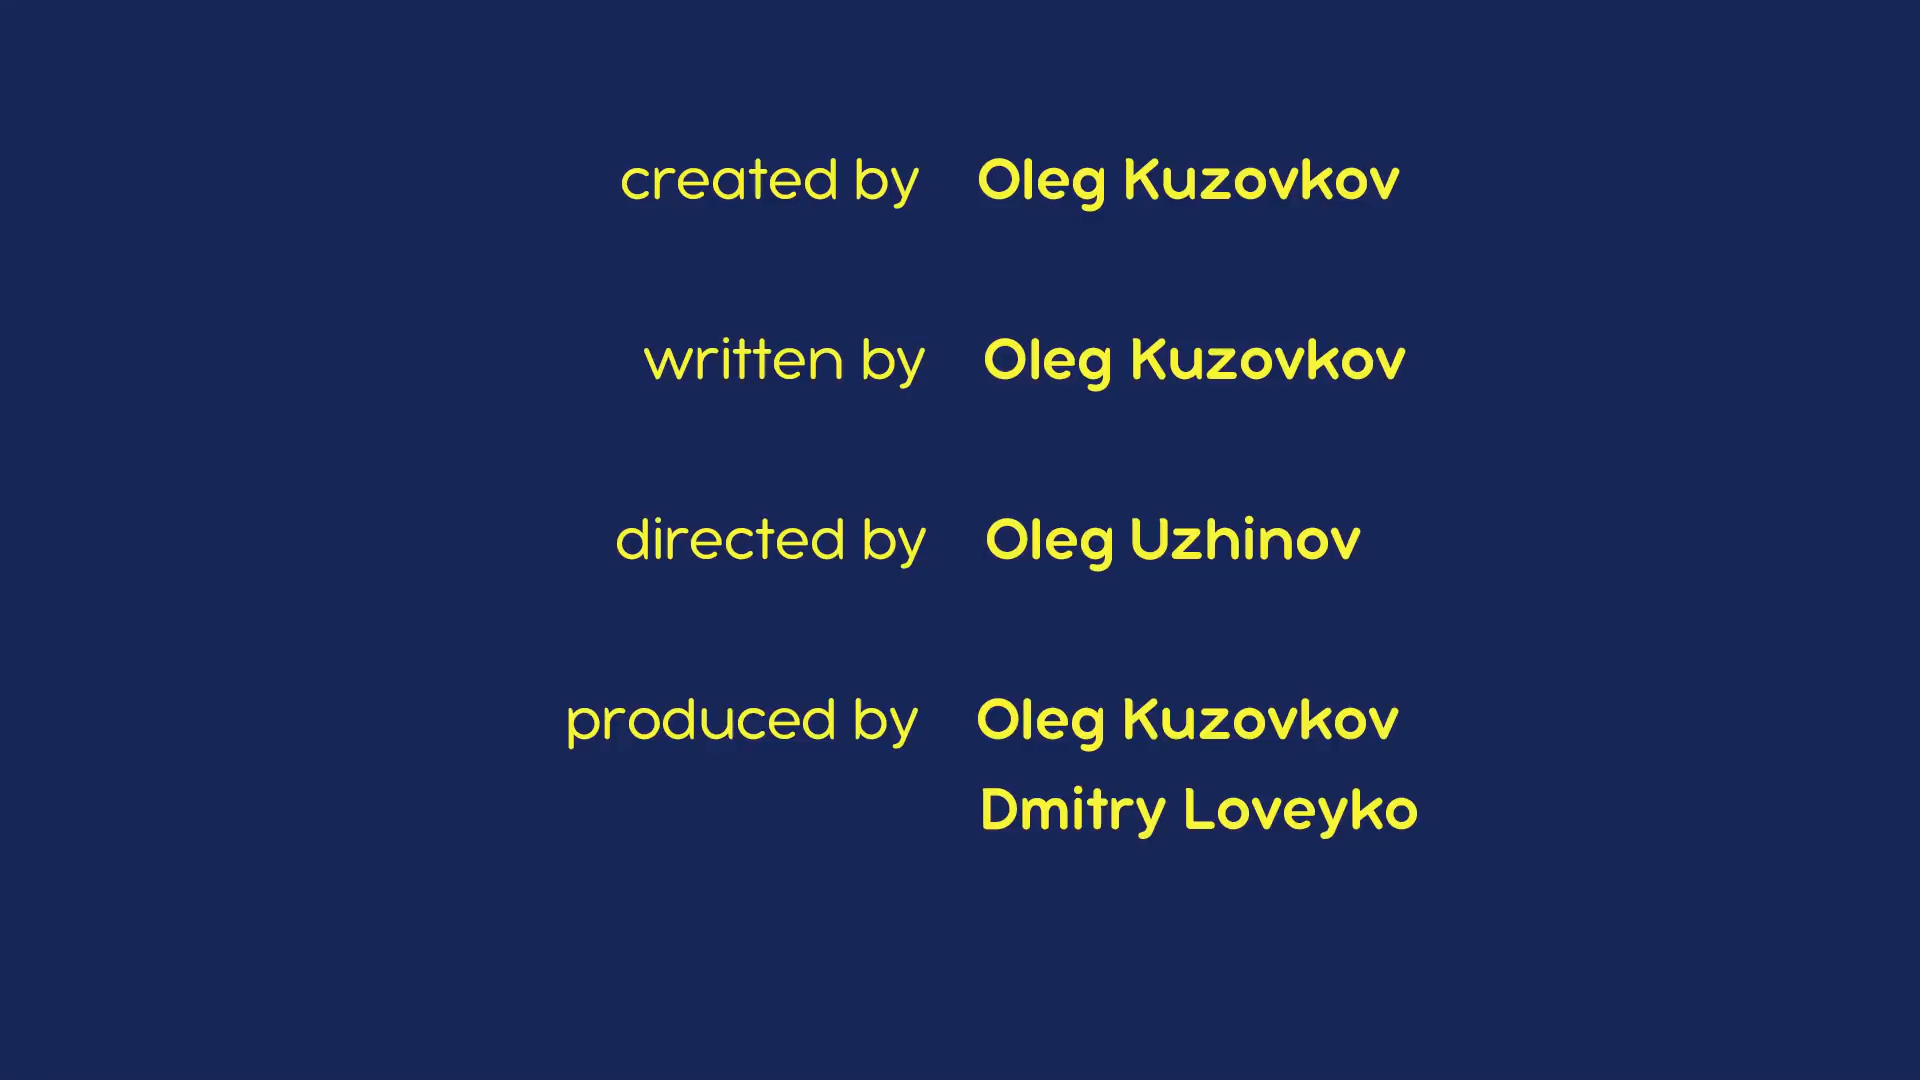 created by Oleg Kuzovkov
written by Oleg Kuzovkov
directed by Oleg Uzhinov
produced by Oleg Kuzovkov
Dmitry Loveyko